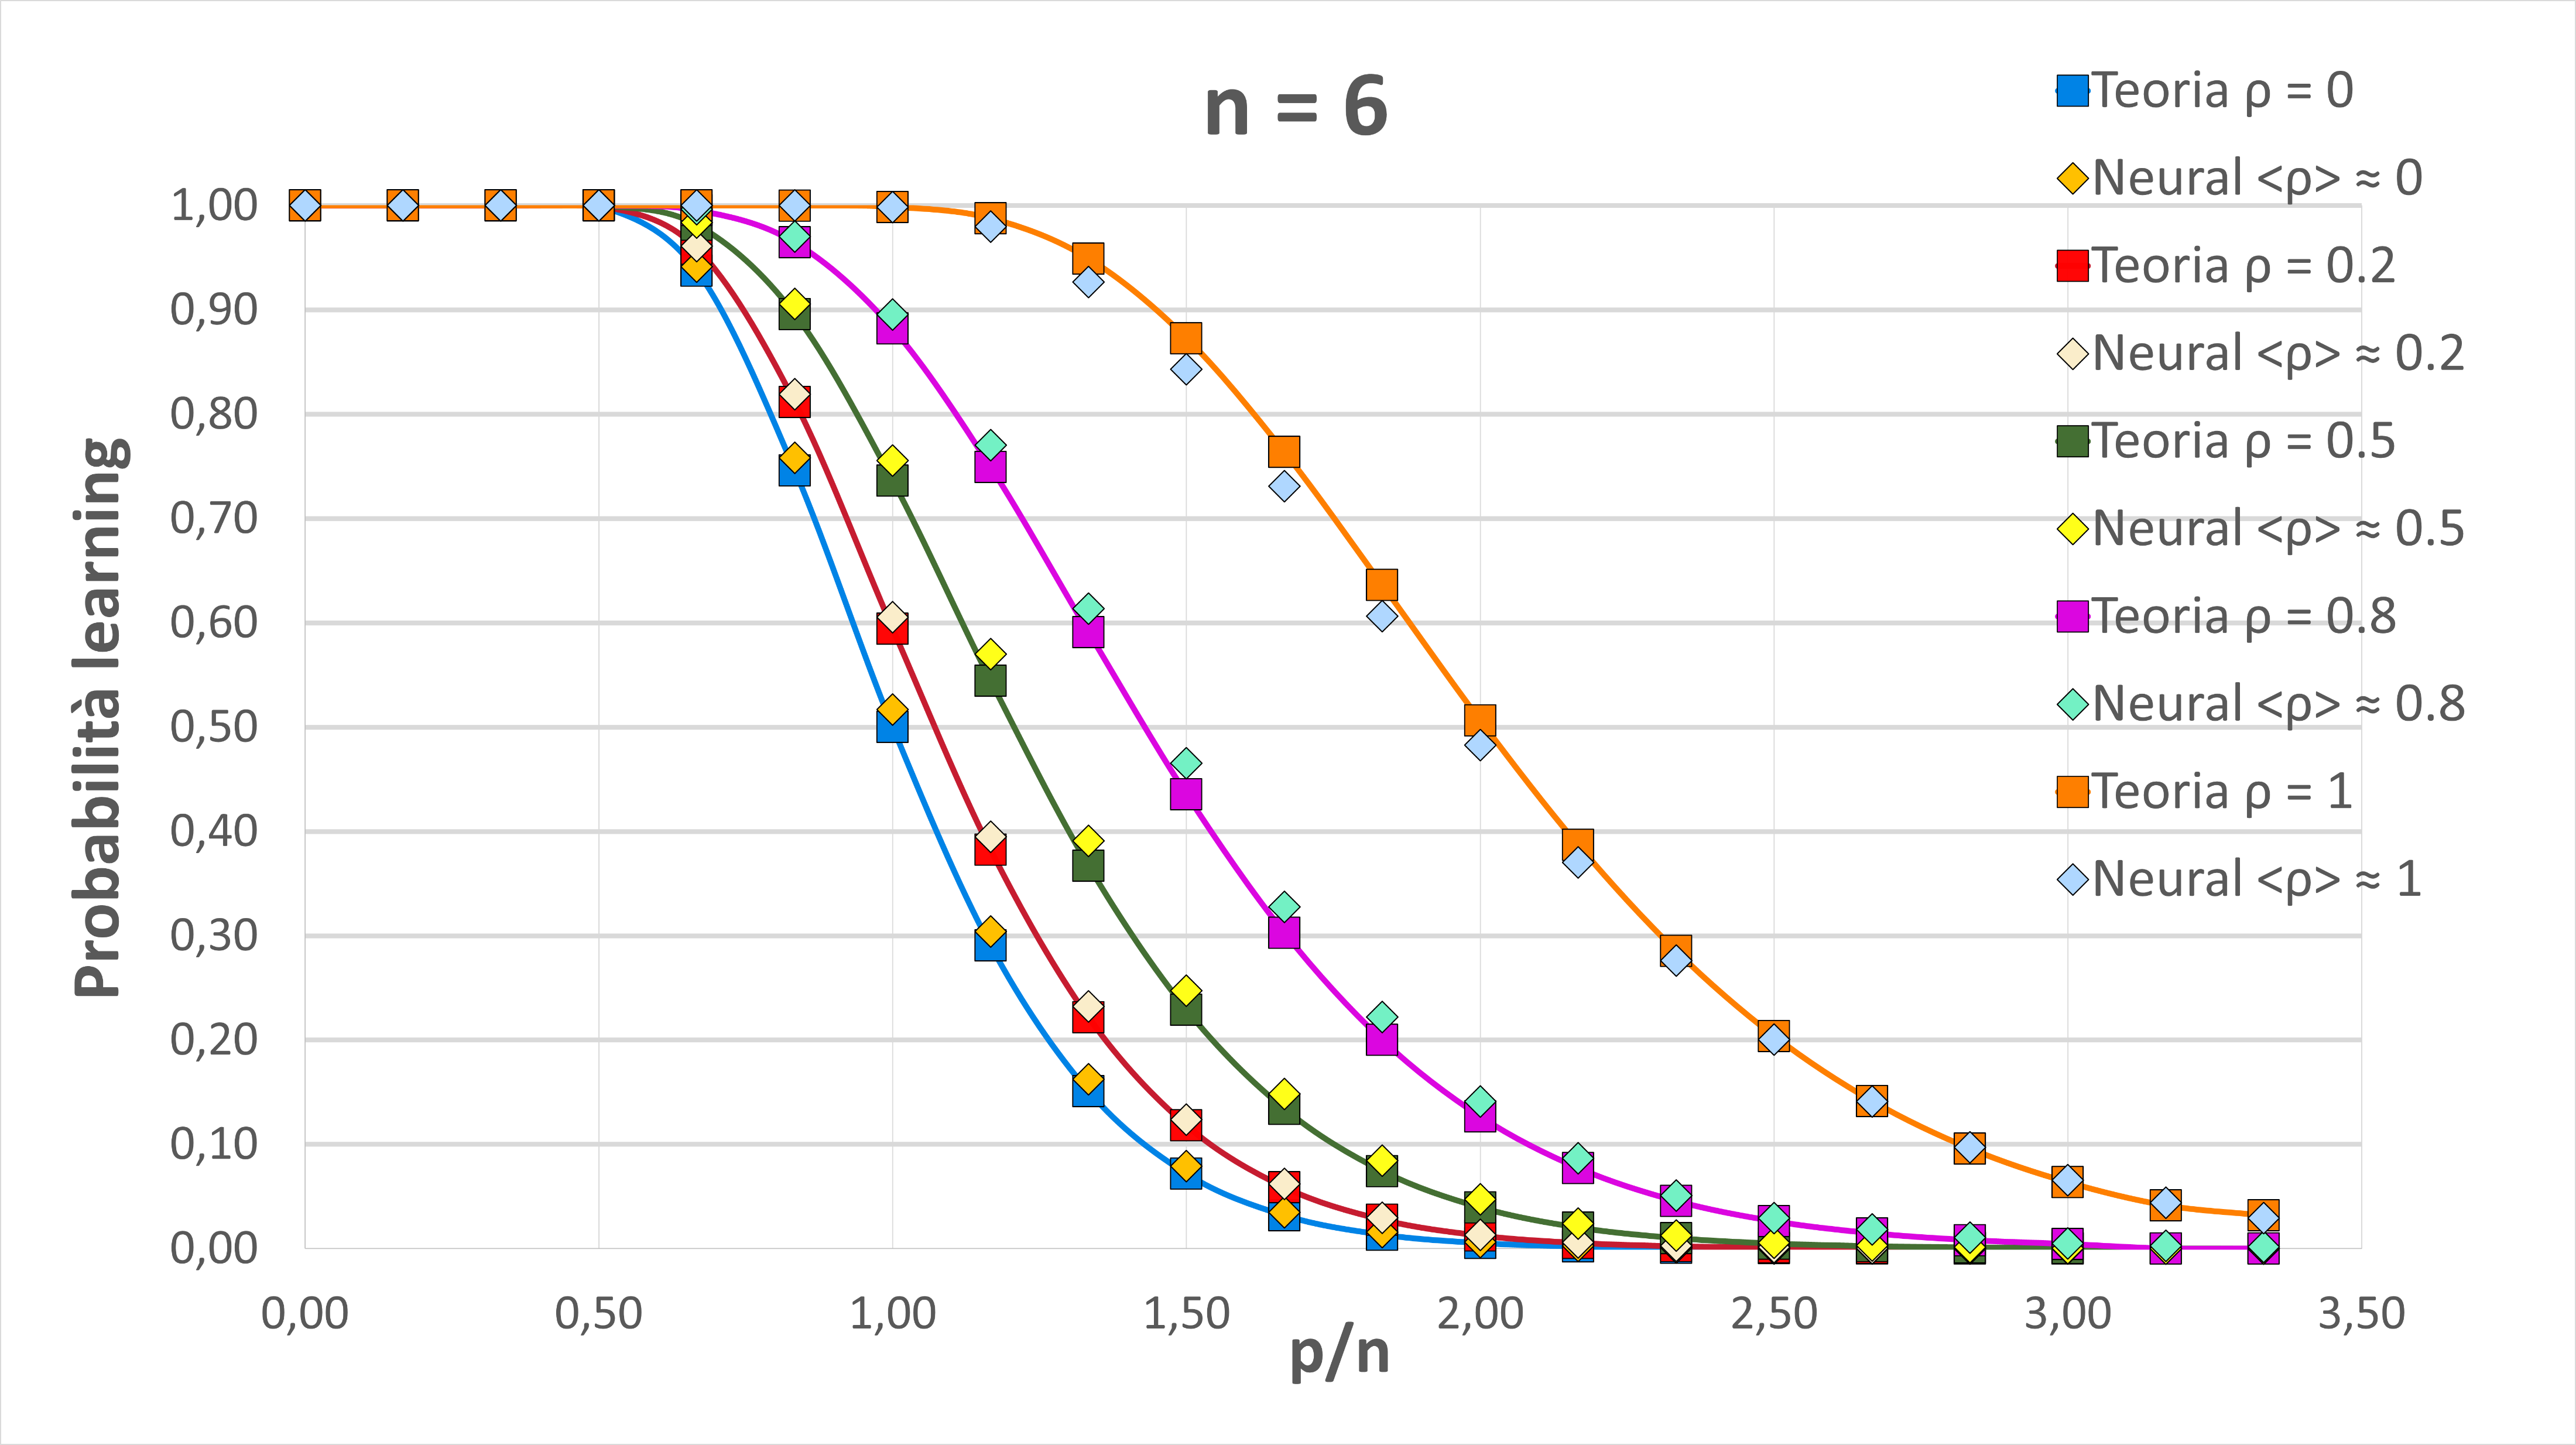 n = 6
Teoria ρ = 0
Neural <ρ> ≈ 0
Teoria ρ = 0.2
Neural <ρ> ≈ 0.2
Teoria ρ = 0.5
Neural <ρ> ≈ 0.5
Teoria ρ = 0.8
Neural <ρ> ≈ 0.8
Teoria ρ = 1
Neural <ρ> ≈ 1
Probabilità learning
1,00
0,90
0,80
0,70
0,60
0,50
0,40
0,30
0,20
0,10
0,00
0,00 0,50 1,00 1,50 2,00 2,50 3,00 3,50
p/n